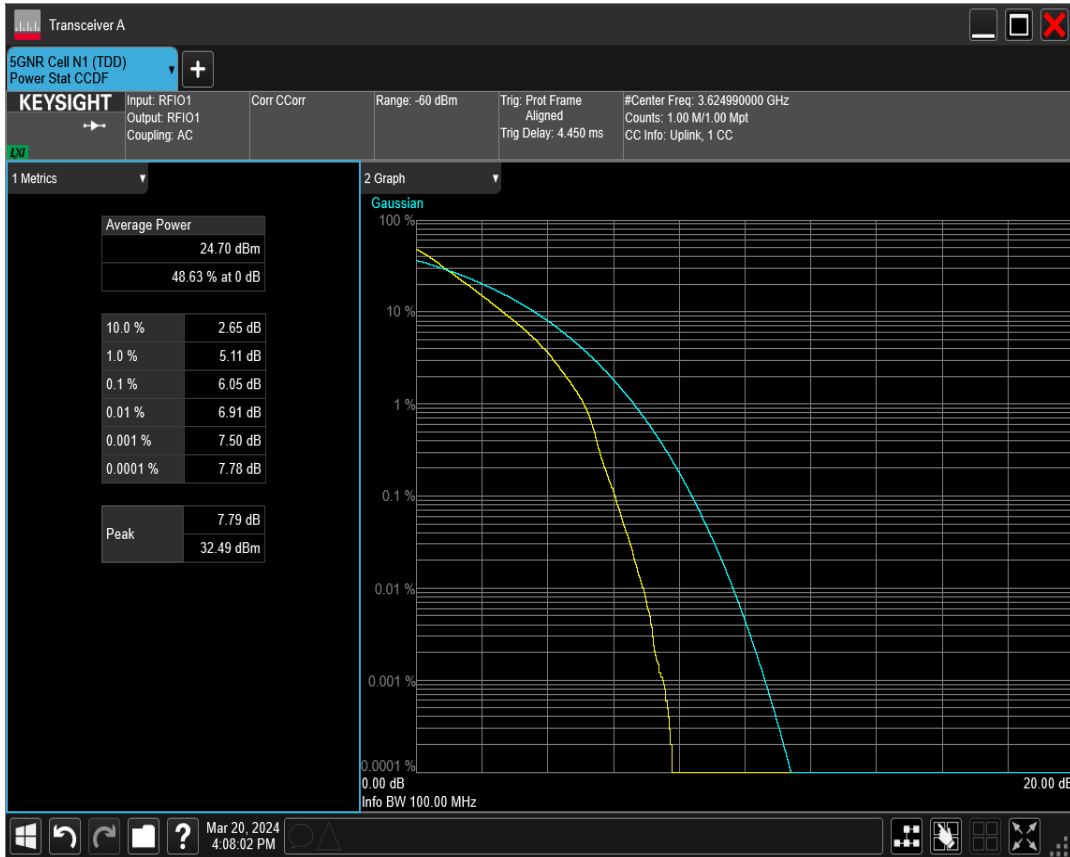 Transceiver A
5GNR Cell N1 (TDD)
Power Stat CCDF
+
KEYSIGHT
LXI
Input: RFIO1
Output: RFIO1
Coupling: AC
Corr CCorr
Range: -60 dBm
Trig: Prot Frame
Aligned
Trig Delay: 4.450 ms
#Center Freq: 3.624990000 GHz
Counts: 1.00 M/1.00 Mpt
CC Info: Uplink, 1 CC
1 Metrics
Average Power
24.70 dBm
48.63 % at 0 dB
10.0 % 2.65 dB
1.0 % 5.11 dB
0.1 % 6.05 dB
0.01 % 6.91 dB
0.001 % 7.50 dB
0.0001 % 7.78 dB
Peak
7.79 dB
32.49 dBm
2 Graph
Gaussian
100 %
10 %
1 %
0.1 %
0.01 %
0.001 %
0.0001 %
0.00 dB 20.00 dB
Info BW 100.00 MHz
?
Mar 20, 2024
4:08:02 PM